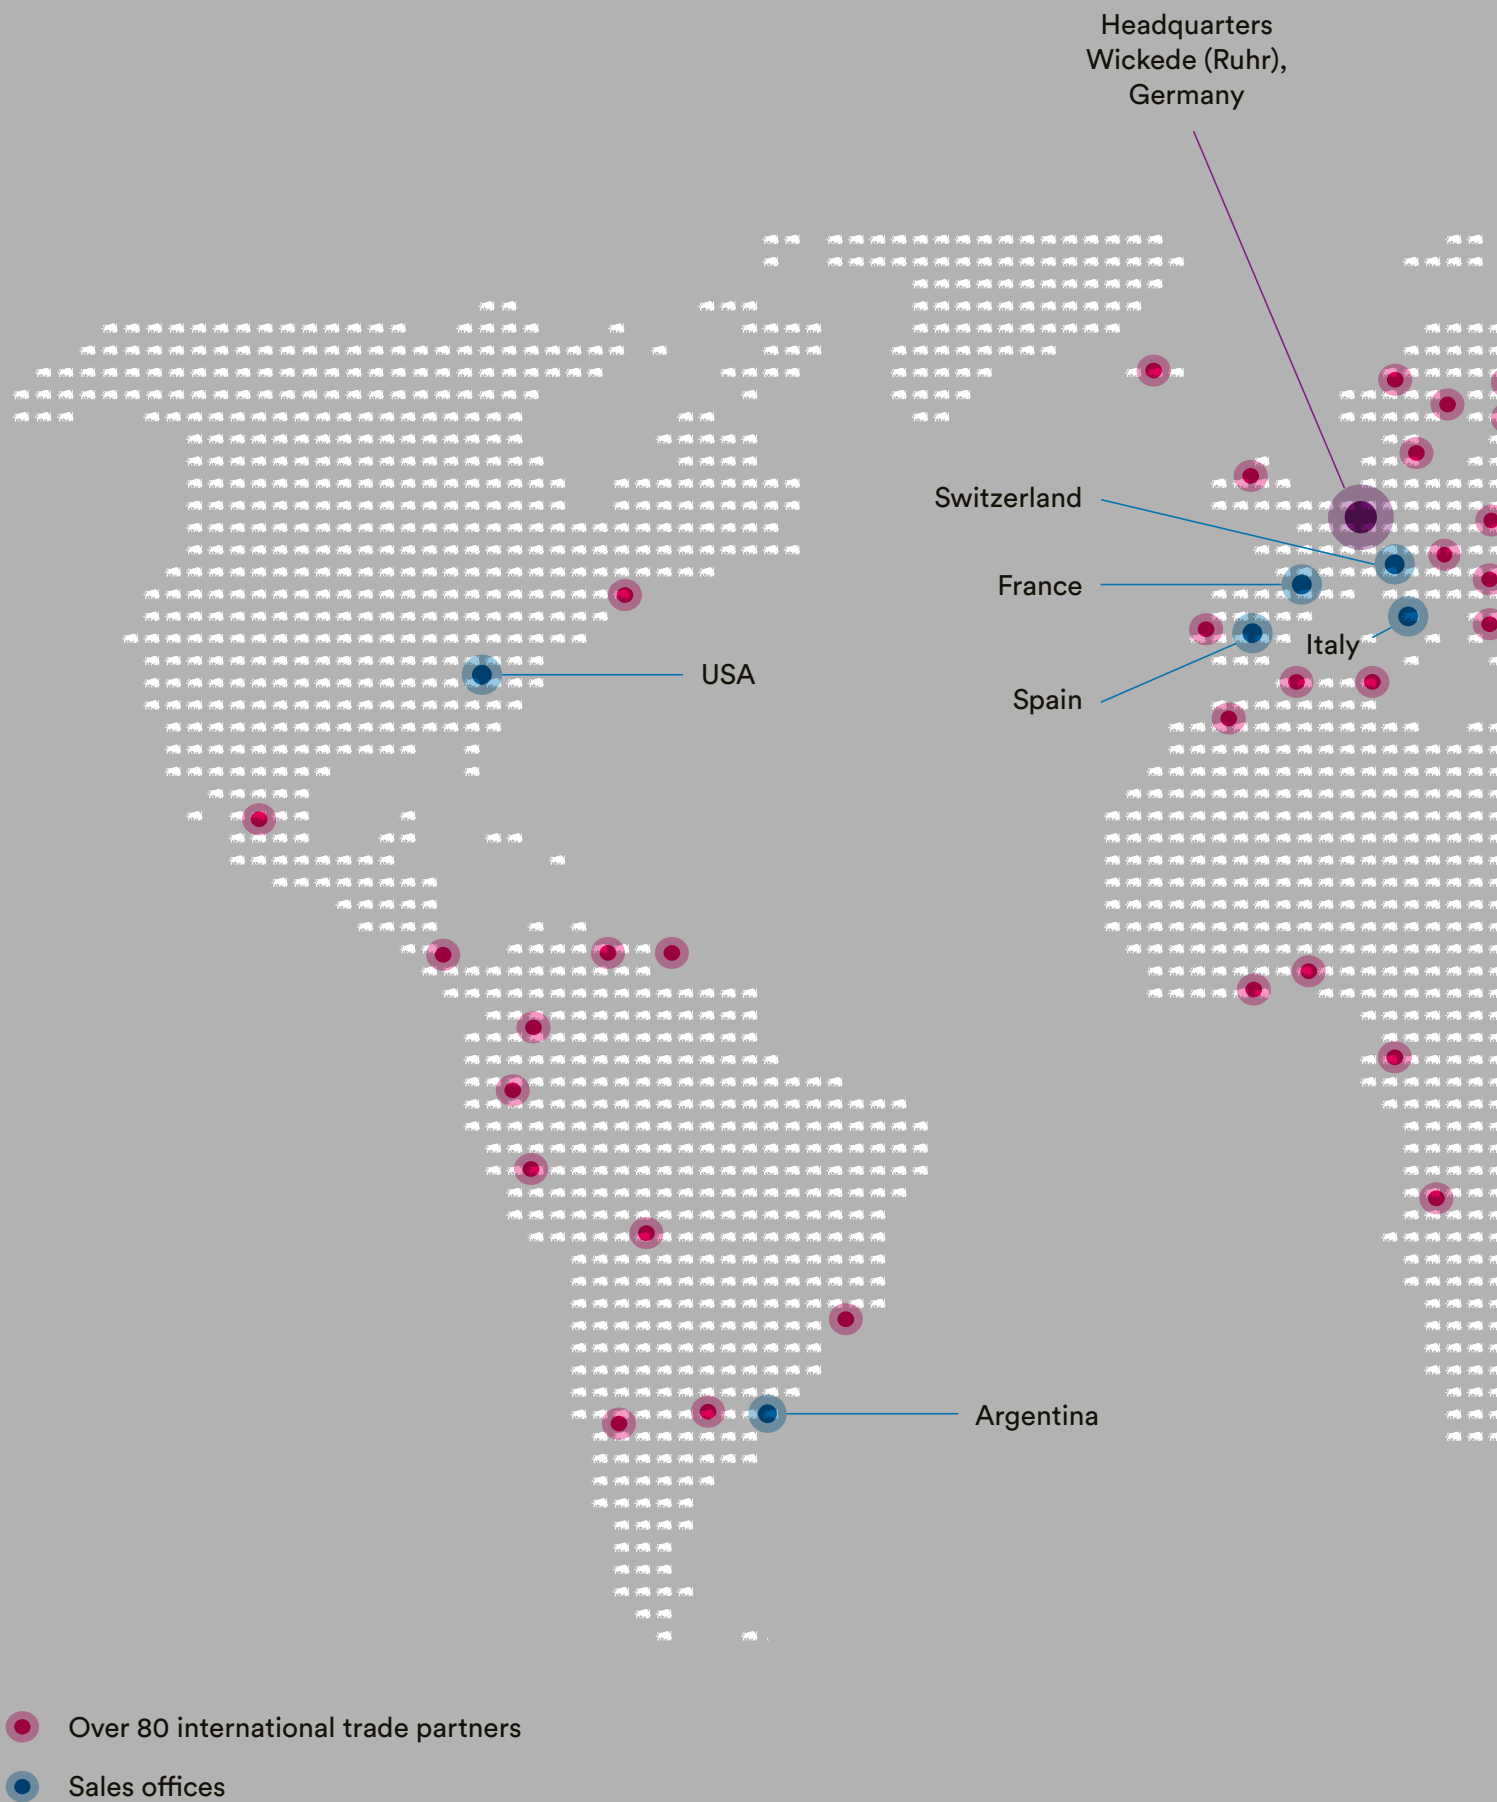 Headquarters
Wickede (Ruhr),
Germany
Switzerland
France
Italy
USA
Spain
Argentina
Over 80 international trade partners
Sales offices